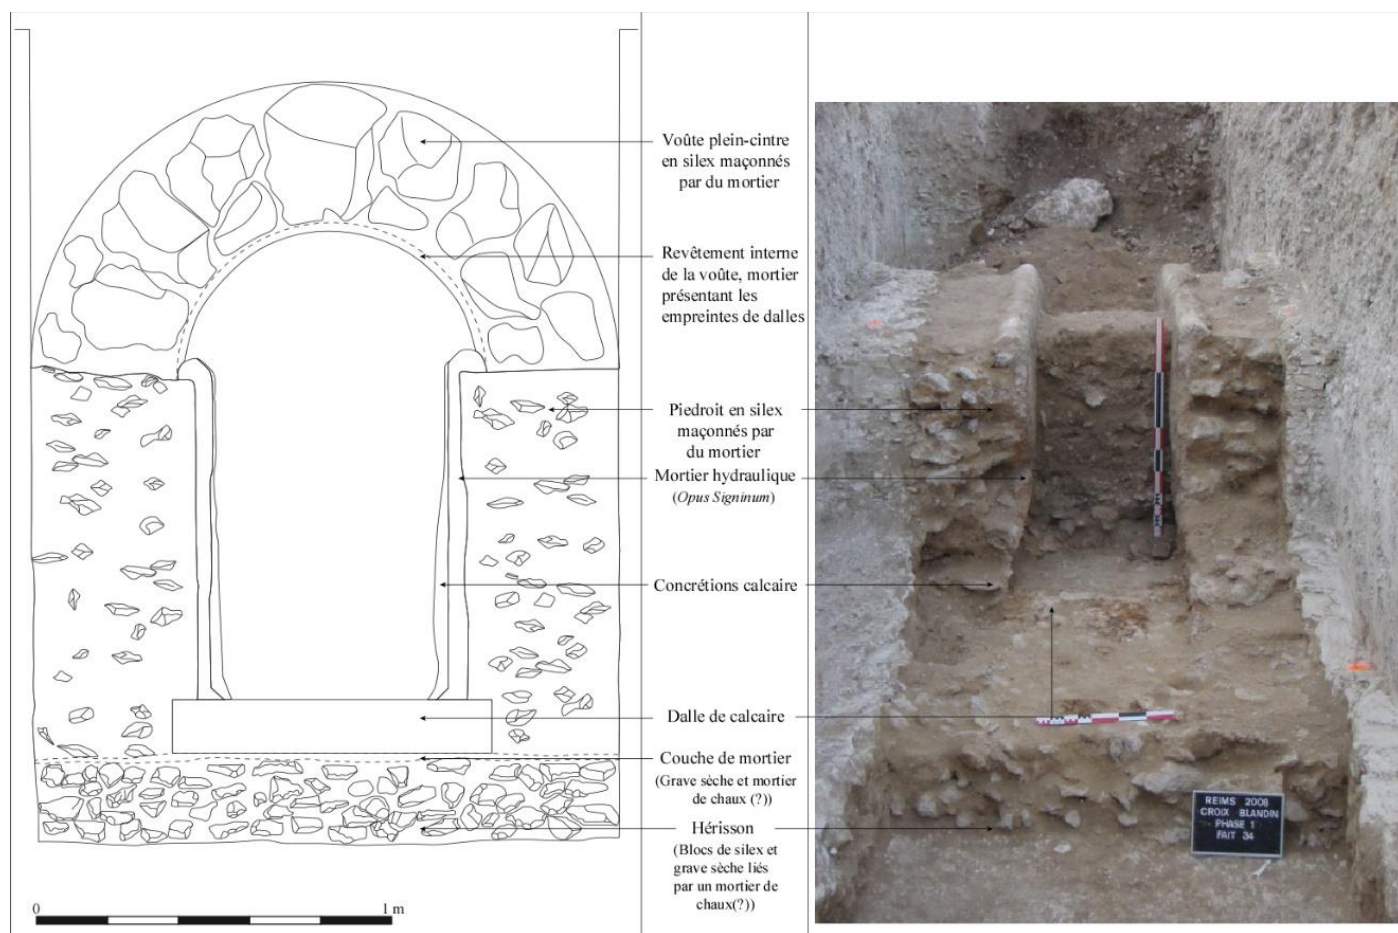 Voûte plein-cintre
en silex maçonnés
par du mortier
Revêtement interne
de la voûte, mortier
présentant les
empreintes de dalles
Piedroit en silex
maçonnés par
du mortier
Mortier hydraulique
(Opus Signinum)
Concrétions calcaire
Dalle de calcaire
Couche de mortier
(Grave sèche et mortier
de chaux (?))
Hérisson
(Blocs de silex et
grave sèche liés
par un mortier de
chaux(?))
0 1 m
REIMS 2008
CROIX BLANDIN
PHASE 1
FAIT 34